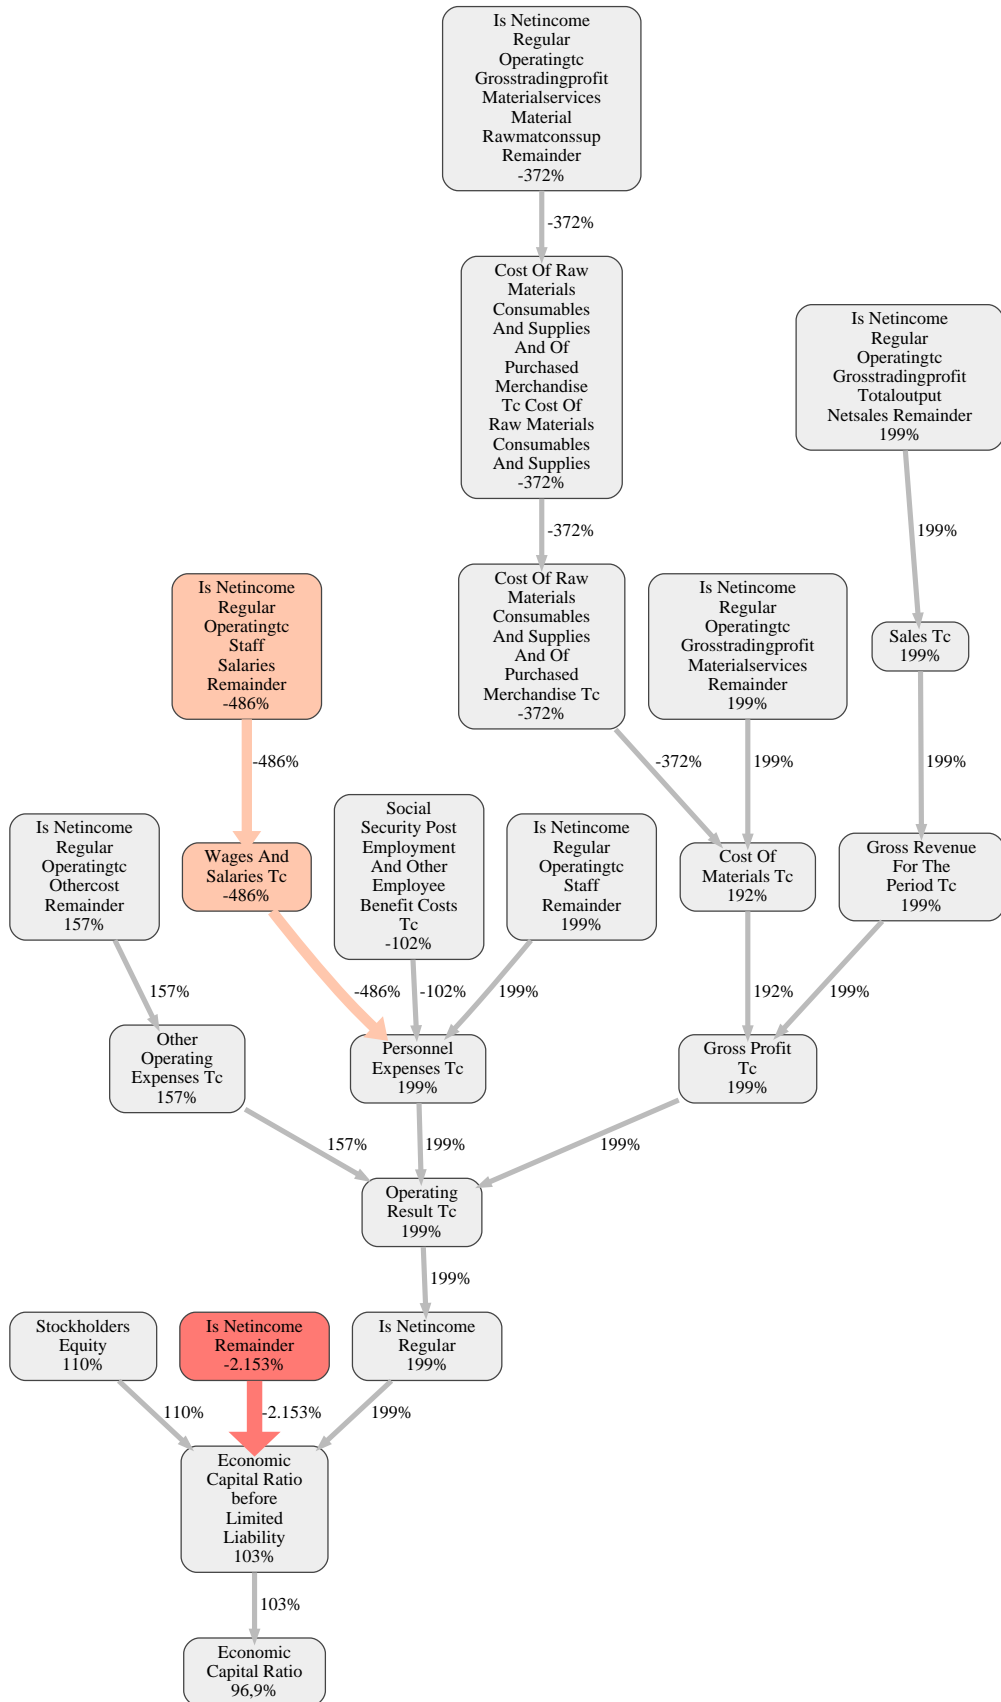 Is Netincome
Regular
Operatingtc
Grosstradingprofit
Materialservices
Material
Rawmatconssup
Remainder
-372%
-372%
Cost Of Raw
Materials
Consumables
And Supplies
And Of
Purchased
Merchandise
Tc Cost Of
Raw Materials
Consumables
And Supplies
-372%
Is Netincome
Regular
Operatingtc
Grosstradingprofit
Totaloutput
Netsales Remainder
199%
-372%
199%
Is Netincome
Regular
Operatingtc
Staff
Salaries
Remainder
-486%
Cost Of Raw
Materials
Consumables
And Supplies
And Of
Purchased
Merchandise Tc
-372%
Is Netincome
Regular
Operatingtc
Grosstradingprofit
Materialservices
Remainder
199%
Sales Tc
199%
-486%
-372%
199%
199%
Is Netincome
Regular
Operatingtc
Othercost
Remainder
157%
Wages And
Salaries Tc
-486%
Social
Security Post
Employment
And Other
Employee
Benefit Costs
Tc
-102%
Is Netincome
Regular
Operatingtc
Staff
Remainder
199%
Cost Of
Materials Tc
192%
Gross Revenue
For The
Period Tc
199%
157%
-486%
-102%
199%
192%
199%
Other
Operating
Expenses Tc
157%
Personnel
Expenses Tc
199%
Gross Profit
Tc
199%
157%
199%
199%
Operating
Result Tc
199%
199%
Stockholders
Equity
110%
Is Netincome
Remainder
-2.153%
Is Netincome
Regular
199%
110%
-2.153%
199%
Economic
Capital Ratio
before
Limited
Liability
103%
103%
Economic
Capital Ratio
96,9%